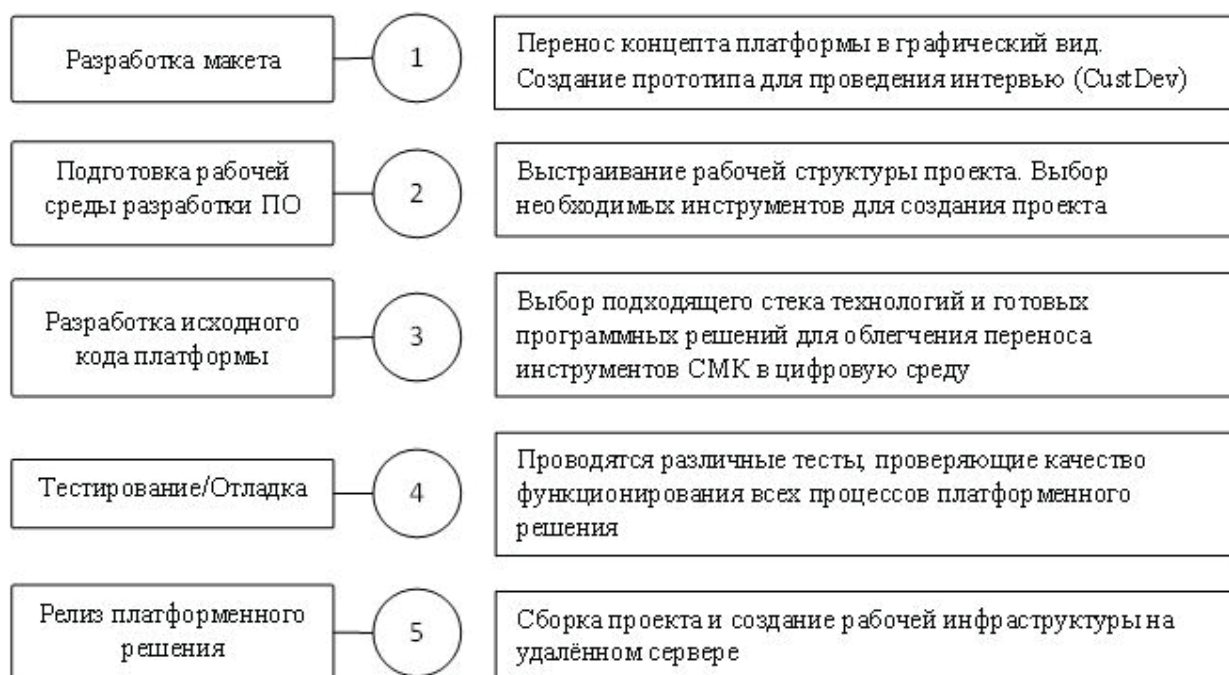 Разработка макета
1
Перенос концепта платформы в графический вид.
Создание прототипа для проведения интервью (CustDev)
Подготовка рабочей
среды разработки ПО
2
Выстраивание рабочей структуры проекта. Выбор
необходимых инструментов для создания проекта
Разработка исходного
кода платформы
3
Выбор подходящего стека технологий и готовых
программных решений для облегчения переноса
инструментов СМК в цифровую среду
Тестирование/Отладка
4
Проводятся различные тесты, проверяющие качество
функционирования всех процессов платформенного
решения
Релиз платформенного
решения
5
Сборка проекта и создание рабочей инфраструктуры на
удалённом сервере